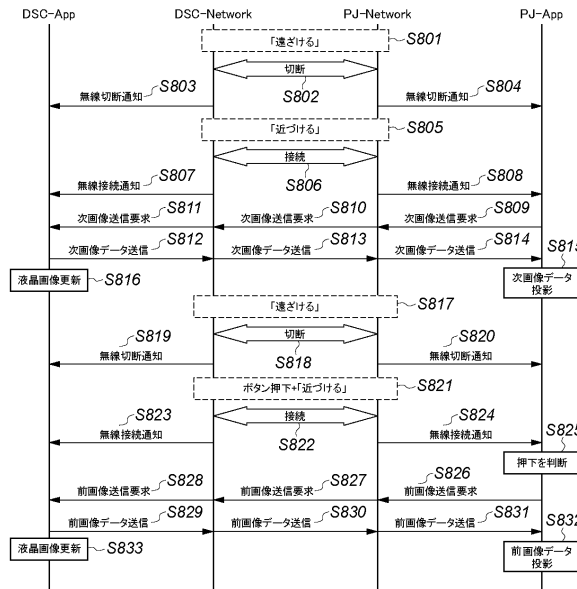 DSC-App DSC-Network PJ-Network PJ-App
「遠ざける」 S801
切断
S803 S802 S804
無線切断通知 無線切断通知
「近づける」 S805
接続
S807 S806 S808
無線接続通知 無線接続通知
S811 S810 S809
次画像送信要求 次画像送信要求 次画像送信要求
S812 S813 S814 S815
次画像データ送信 次画像データ送信 次画像データ送信
液晶画像更新 S816 次画像データ
投影
「遠ざける」 S817
S819 切断 S820
S818
無線切断通知 無線切断通知
ボタン押下+「近づける」 S821
S823 接続 S824
S822 S825
無線接続通知 無線接続通知
押下を判断
S828 S827 S826
前画像送信要求 前画像送信要求 前画像送信要求
S829 S830 S831 S832
前画像データ送信 前画像データ送信 前画像データ送信
液晶画像更新 S833 前画像データ
投影